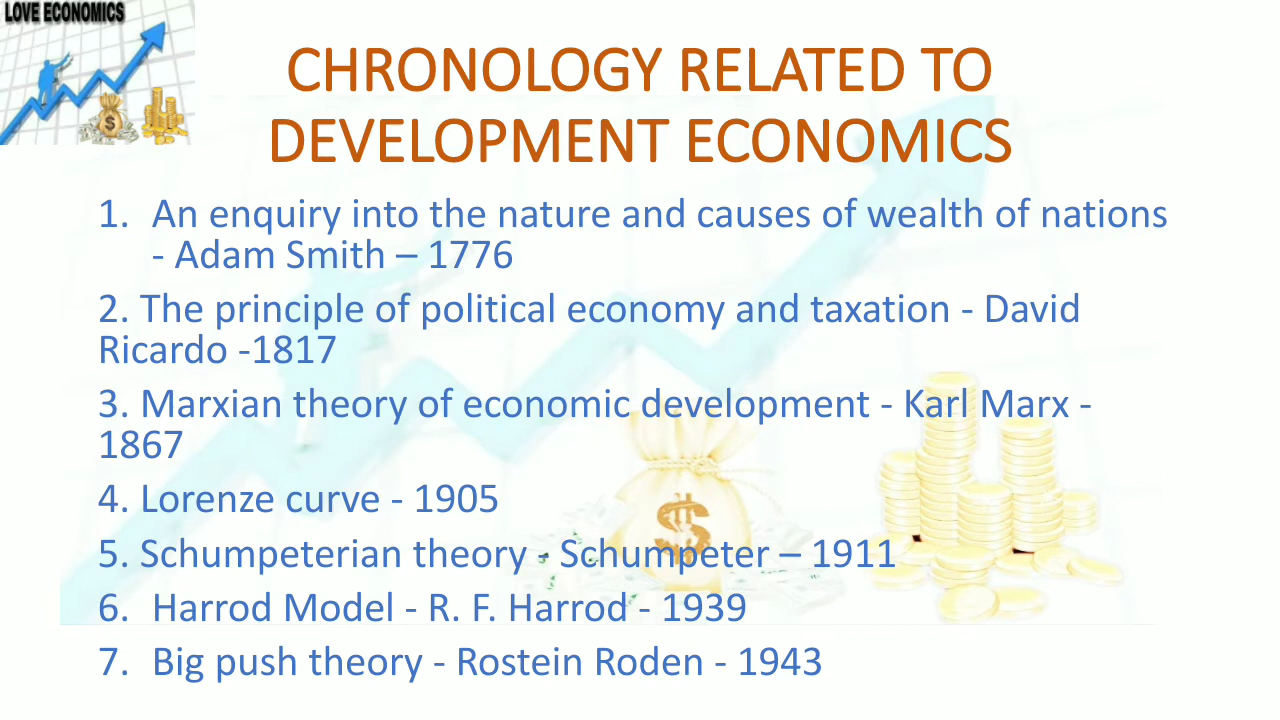 LOVE ECONOMICS
CHRONOLOGY RELATED TO
DEVELOPMENT ECONOMICS
1. An enquiry into the nature and causes of wealth of nations
- Adam Smith – 1776
2. The principle of political economy and taxation - David
Ricardo -1817
3. Marxian theory of economic development - Karl Marx -
1867
4. Lorenze curve - 1905
5. Schumpeterian theory - Schumpeter – 1911
6. Harrod Model - R. F. Harrod - 1939
7. Big push theory - Rostein Roden - 1943